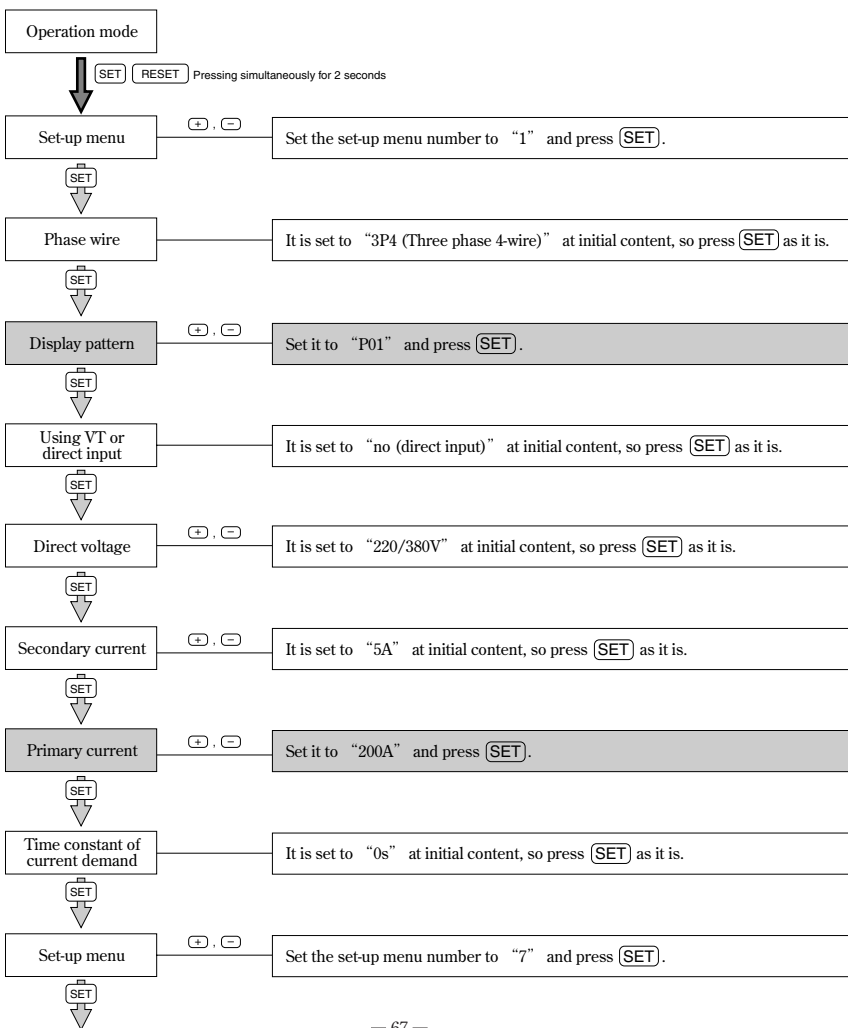 Operation mode
SET RESET Pressing simultaneously for 2 seconds
Set-up menu
+ , −
Set the set-up menu number to “1” and press SET.
SET
Phase wire
It is set to “3P4 (Three phase 4-wire)” at initial content, so press SET as it is.
SET
Display pattern
+ , −
Set it to “P01” and press SET.
SET
Using VT or
direct input
It is set to “no (direct input)” at initial content, so press SET as it is.
SET
Direct voltage
+ , −
It is set to “220/380V” at initial content, so press SET as it is.
SET
Secondary current
+ , −
It is set to “5A” at initial content, so press SET as it is.
SET
Primary current
+ , −
Set it to “200A” and press SET.
SET
Time constant of
current demand
It is set to “0s” at initial content, so press SET as it is.
SET
Set-up menu
+ , −
Set the set-up menu number to “7” and press SET.
SET
— 67 —